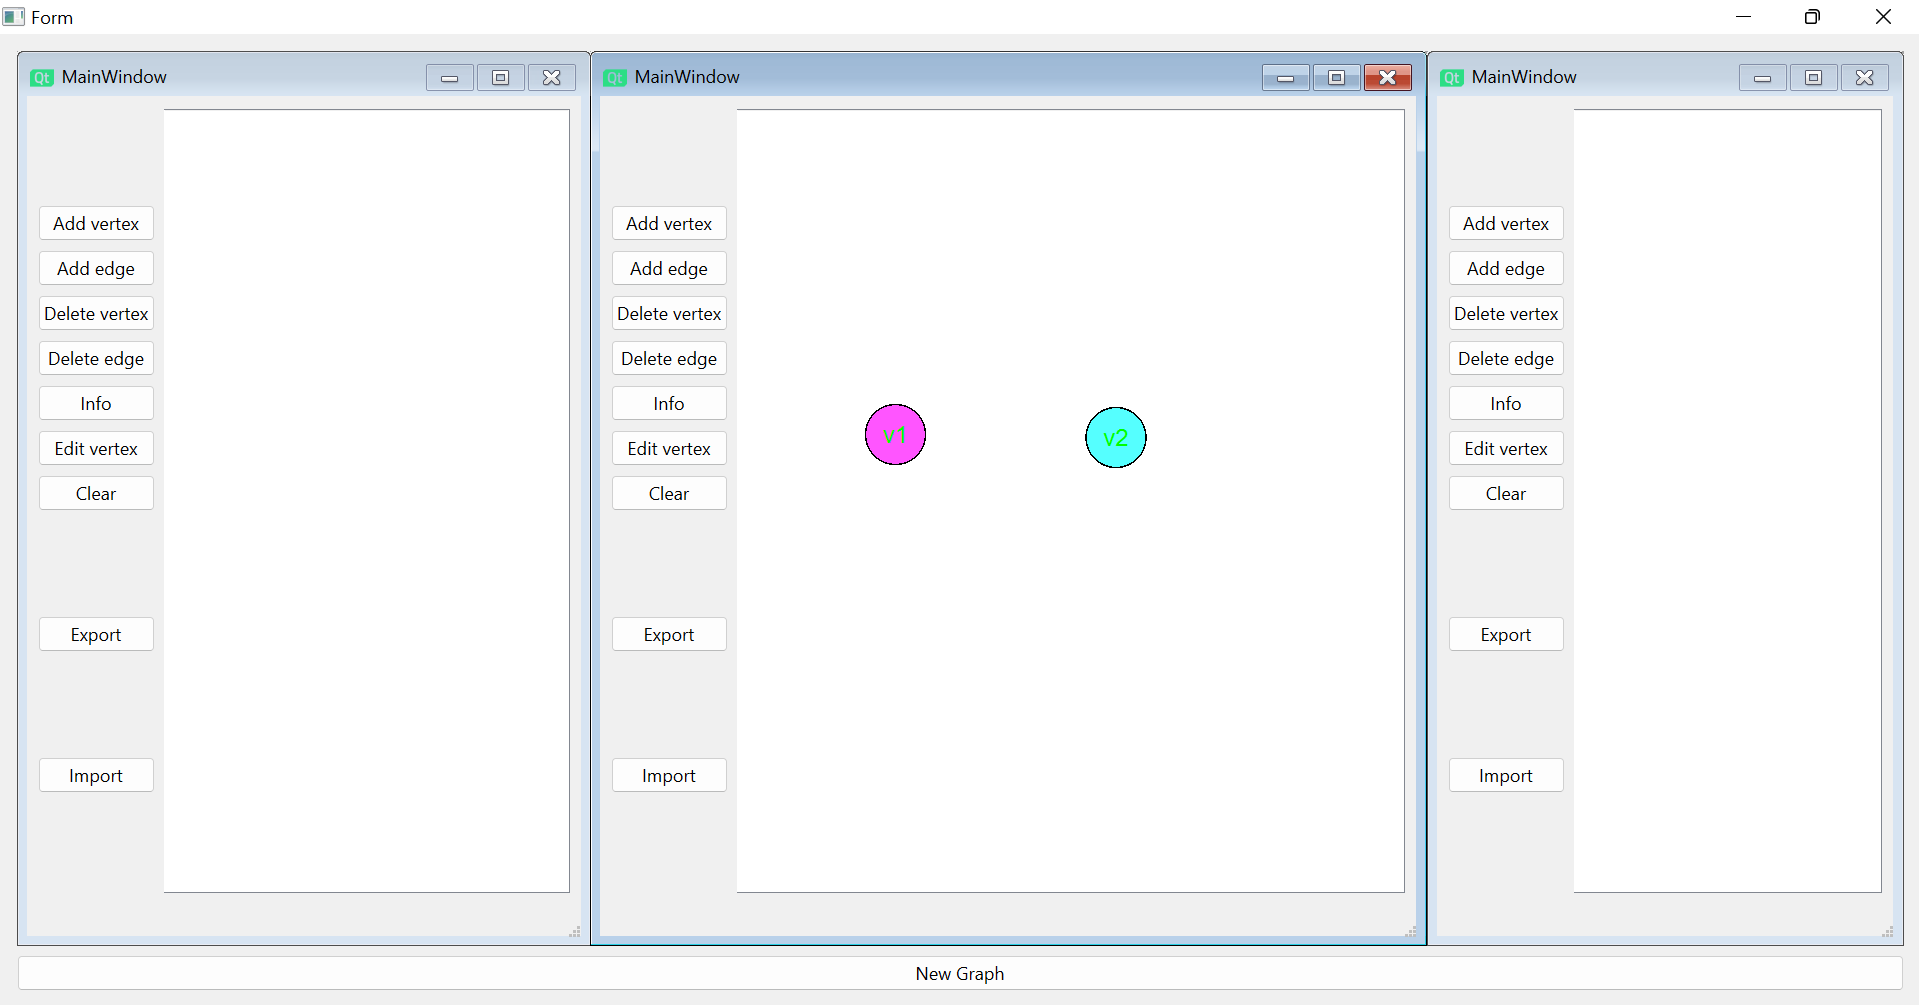 Form
Qt MainWindow
Add vertex
Add edge
Delete vertex
Delete edge
Info
Edit vertex
Clear
Export
Import
Qt MainWindow
Add vertex
Add edge
Delete vertex
Delete edge
Info
Edit vertex
Clear
Export
Import
v1
v2
Qt MainWindow
Add vertex
Add edge
Delete vertex
Delete edge
Info
Edit vertex
Clear
Export
Import
New Graph